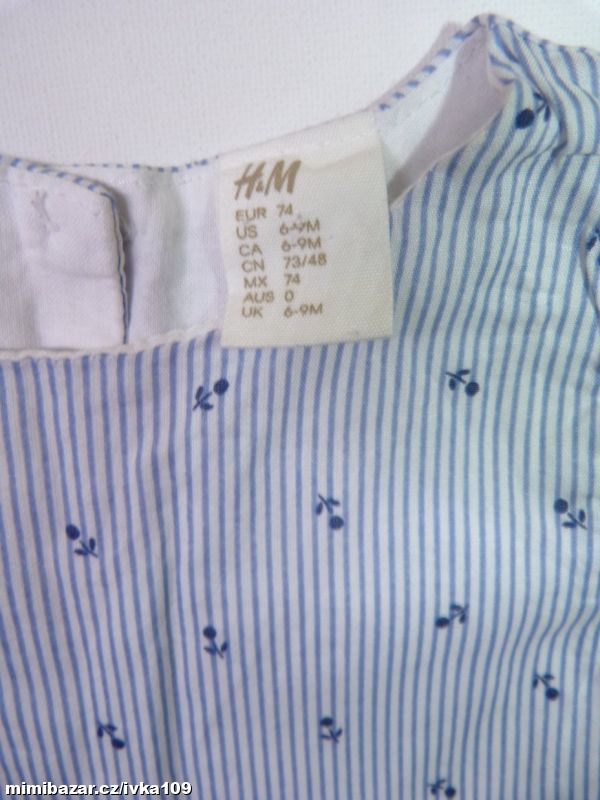 H&M
EUR 74
US 6-9M
CA 6-9M
CN 73/48
MX 74
AUS 0
UK 6-9M
mimibazar.cz/ivka109